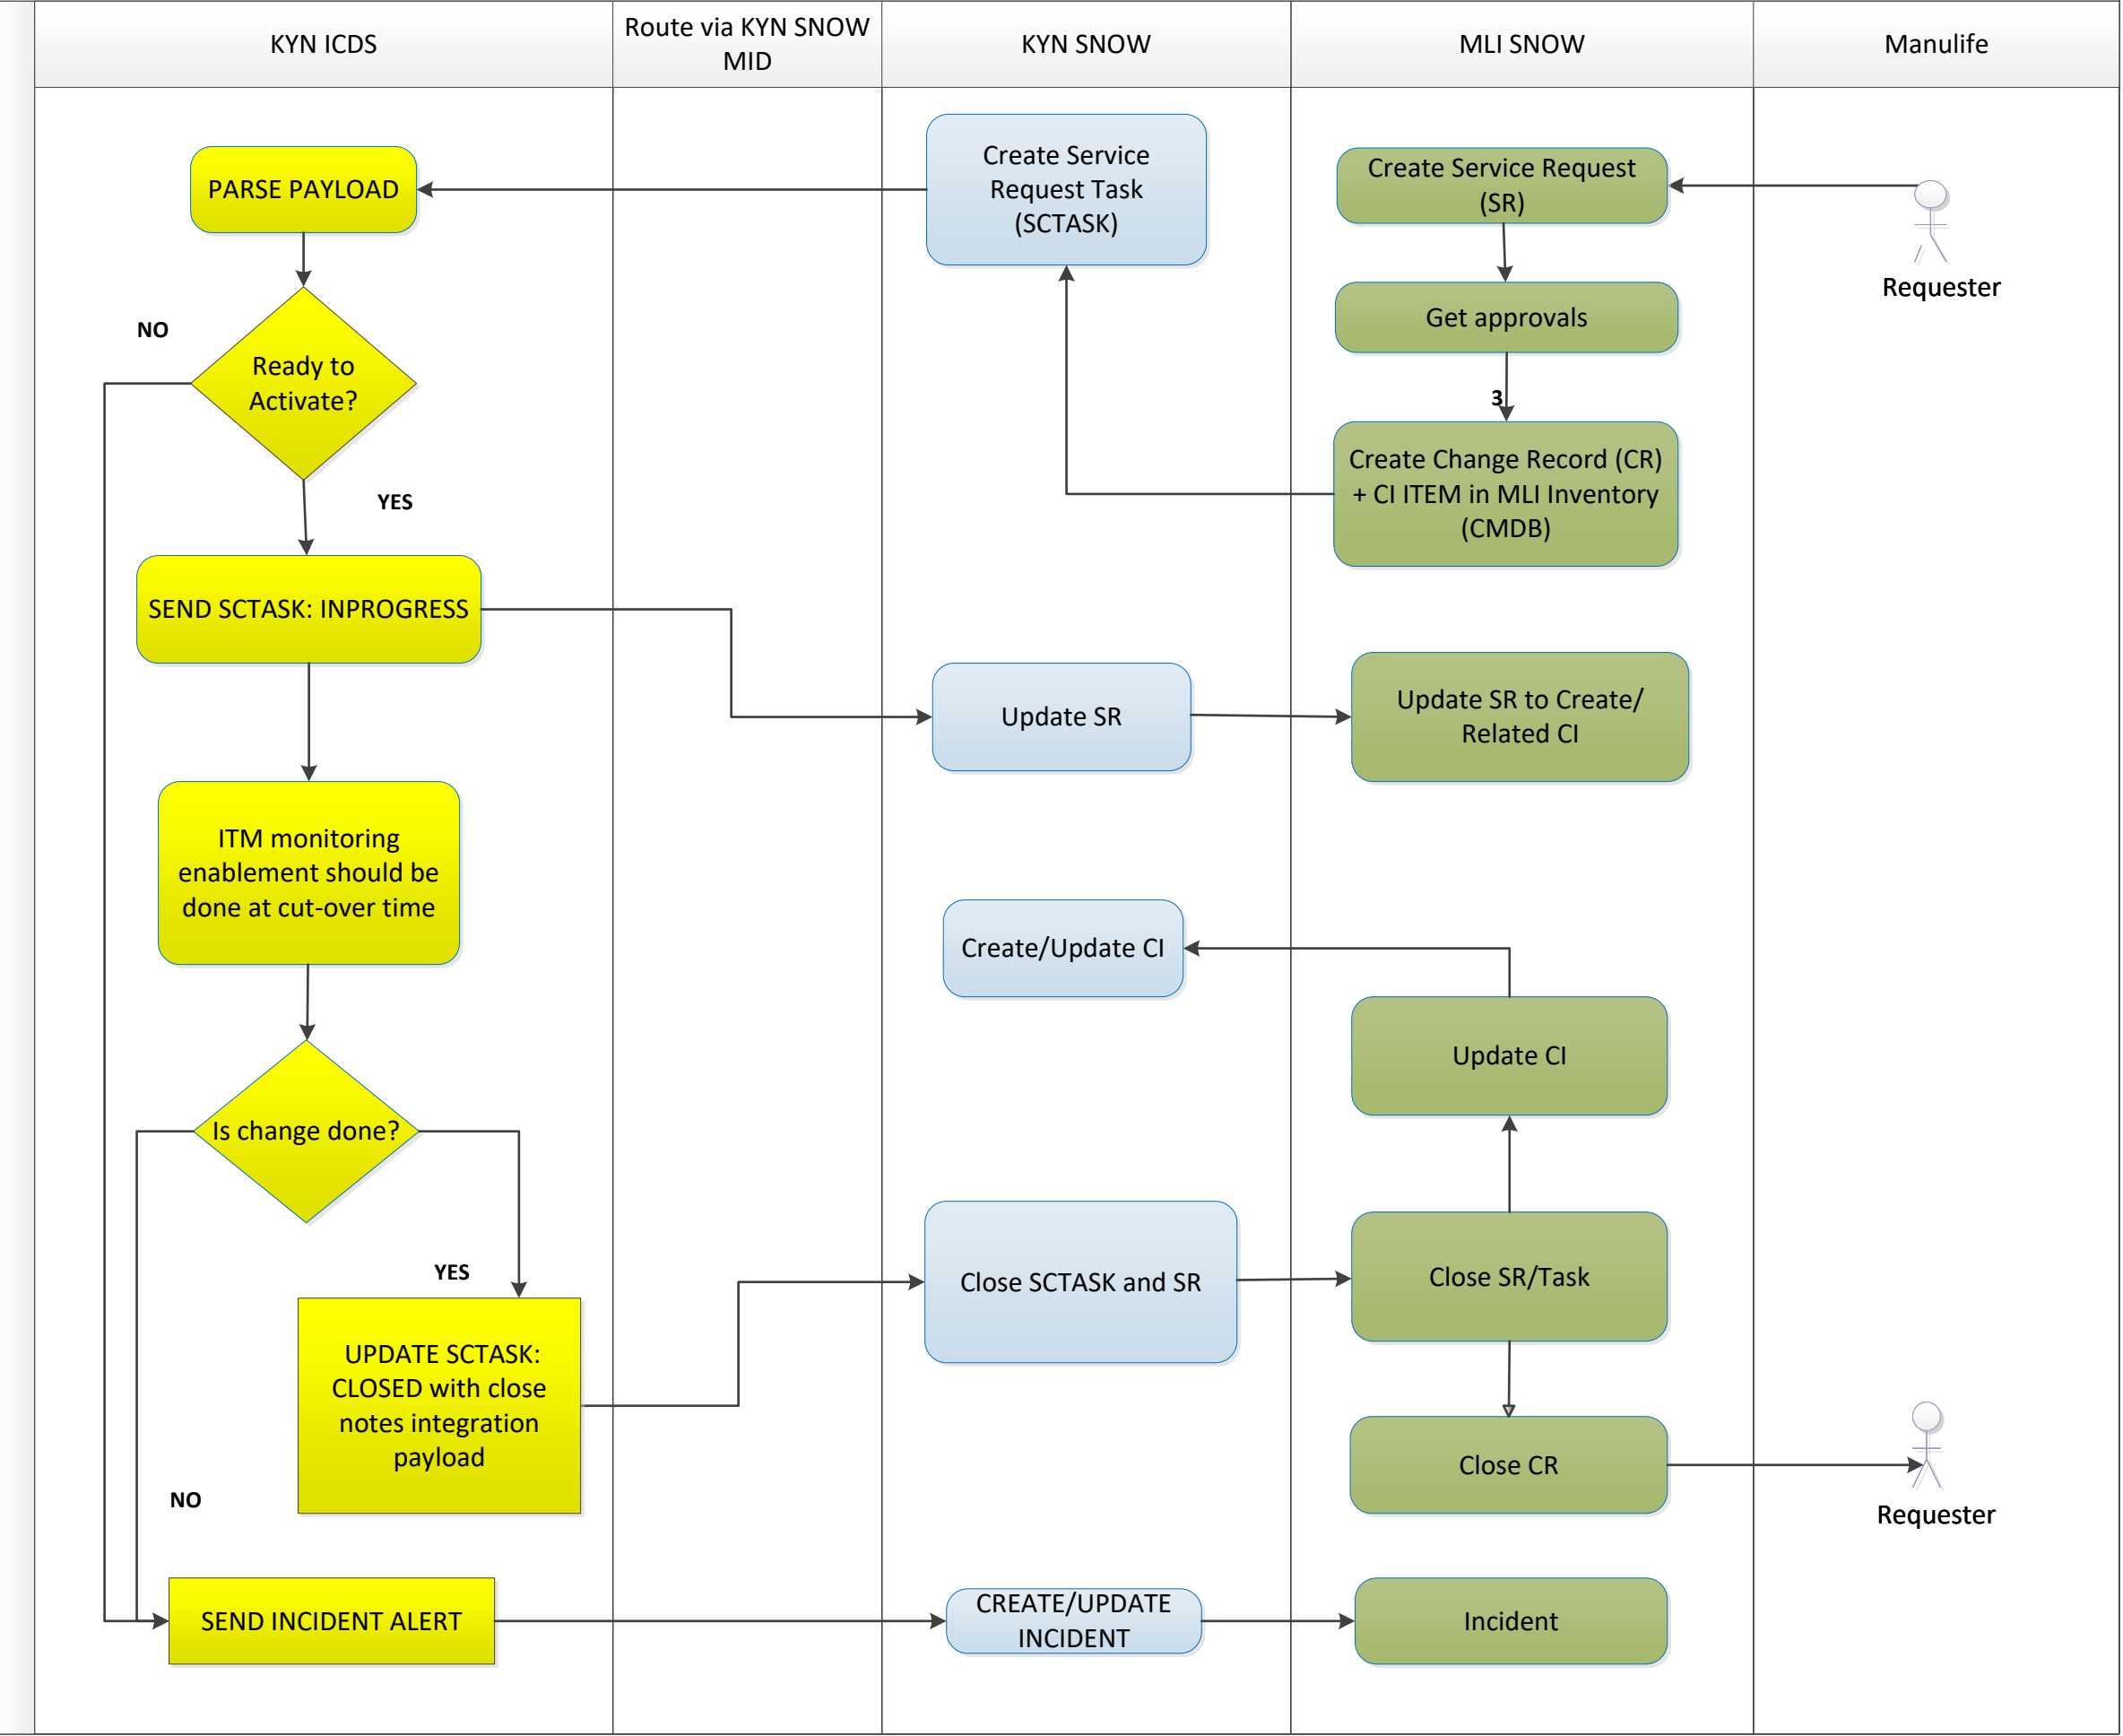 KYN ICDS
Route via KYN SNOW
MID
KYN SNOW
MLI SNOW
Manulife
PARSE PAYLOAD
Create Service
Request Task
(SCTASK)
Create Service Request
(SR)
Requester
Get approvals
NO
Ready to
Activate?
3
Create Change Record (CR)
+ CI ITEM in MLI Inventory
(CMDB)
YES
SEND SCTASK: INPROGRESS
Update SR
Update SR to Create/
Related CI
ITM monitoring
enablement should be
done at cut-over time
Create/Update CI
Update CI
Is change done?
YES
Close SCTASK and SR
Close SR/Task
UPDATE SCTASK:
CLOSED with close
notes integration
payload
Close CR
Requester
NO
SEND INCIDENT ALERT
CREATE/UPDATE
INCIDENT
Incident